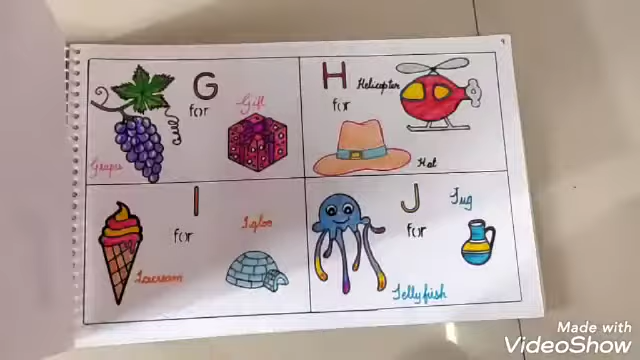 G
for
Gift
Grapes
H
for
Helicopter
Hat
I
for
Igloo
Icecream
J
for
Jug
Jellyfish
Made with
VideoShow